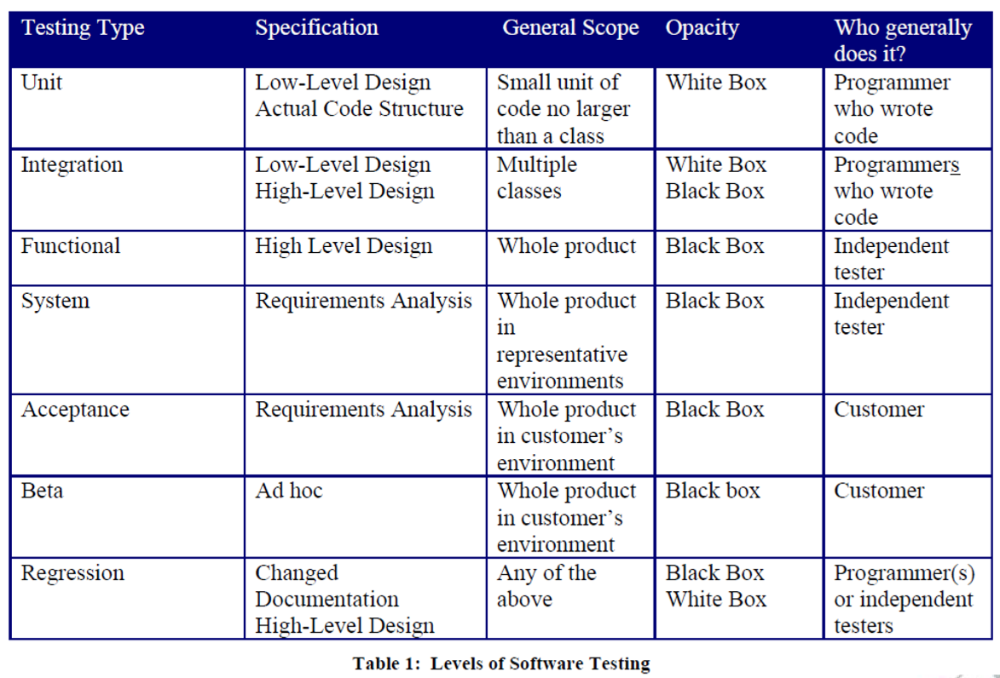 Testing Type Specification General Scope Opacity Who generally
does it?
Unit Low-Level Design Small unit of White Box Programmer
Actual Code Structure code no larger who wrote
than a class code
Integration Low-Level Design Multiple White Box Programmers
High-Level Design classes Black Box who wrote
code
Functional High Level Design Whole product Black Box Independent
tester
System Requirements Analysis Whole product Black Box Independent
in tester
representative
environments
Acceptance Requirements Analysis Whole product Black Box Customer
in customer’s
environment
Beta Ad hoc Whole product Black box Customer
in customer’s
environment
Regression Changed Any of the Black Box Programmer(s)
Documentation above White Box or independent
High-Level Design testers
Table 1: Levels of Software Testing